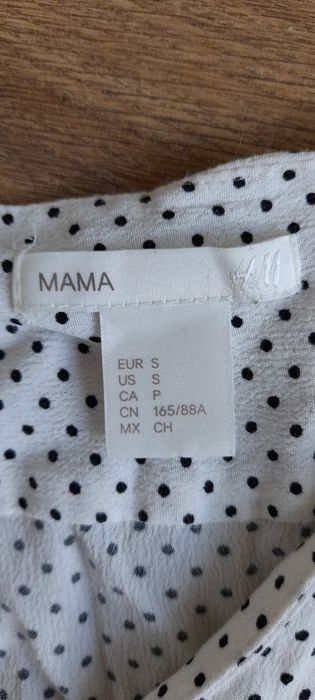 MAMA H&M
EUR S
US S
CA P
CN 165/88A
MX CH